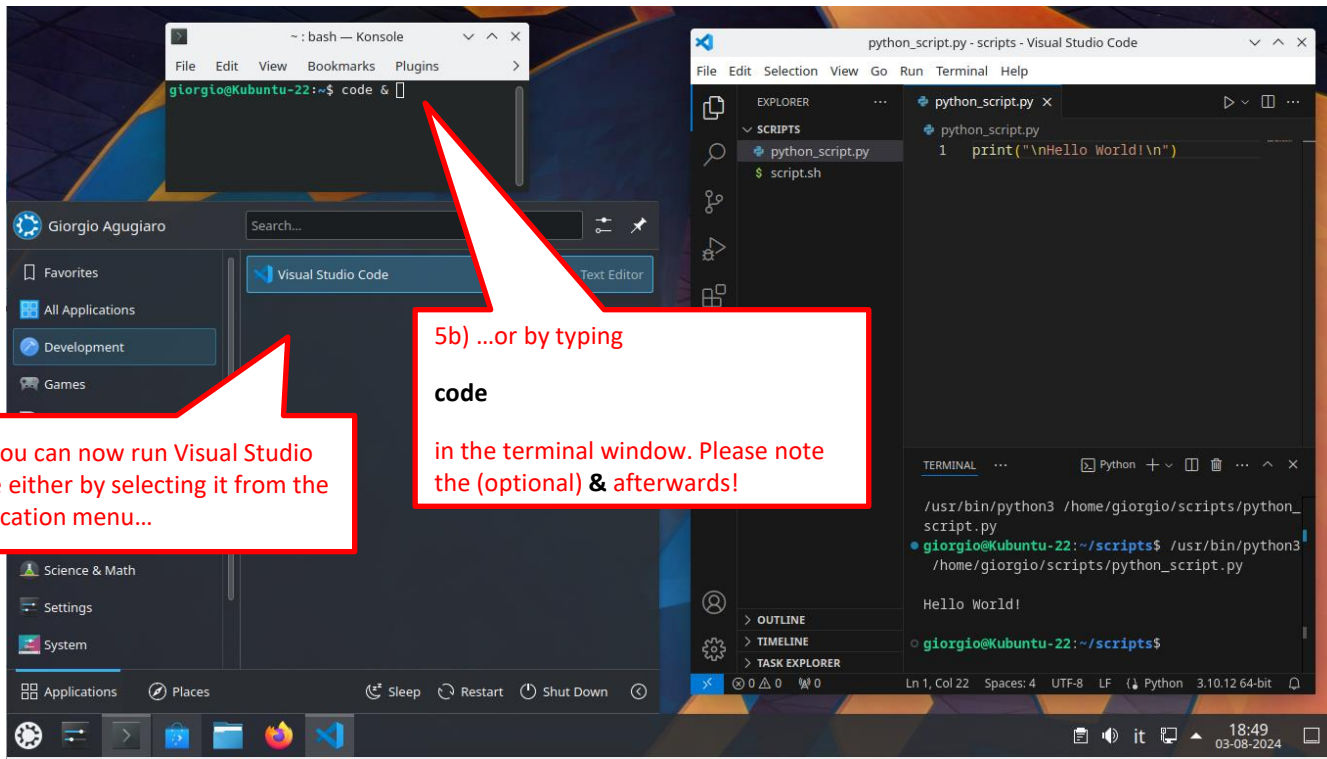 ~ : bash — Konsole
File Edit View Bookmarks Plugins >
giorgio@Kubuntu-22:~$ code &
Giorgio Agugiaro
Search...
Favorites
All Applications
Development
Games
Science & Math
Settings
System
Visual Studio Code
Text Editor
ou can now run Visual Studio
either by selecting it from the
cation menu…
5b) …or by typing
code
in the terminal window. Please note
the (optional) & afterwards!
Applications
Places
Sleep
Restart
Shut Down
python_script.py - scripts - Visual Studio Code
File Edit Selection View Go Run Terminal Help
EXPLORER ...
SCRIPTS
python_script.py
$ script.sh
OUTLINE
TIMELINE
TASK EXPLORER
python_script.py
python_script.py
1 print("\nHello World!\n")
TERMINAL ... Python
/usr/bin/python3 /home/giorgio/scripts/python_
script.py
giorgio@Kubuntu-22:~/scripts$ /usr/bin/python3
/home/giorgio/scripts/python_script.py
Hello World!
giorgio@Kubuntu-22:~/scripts$
0 0 0
Ln 1, Col 22 Spaces: 4 UTF-8 LF Python 3.10.12 64-bit
it
18:49
03-08-2024